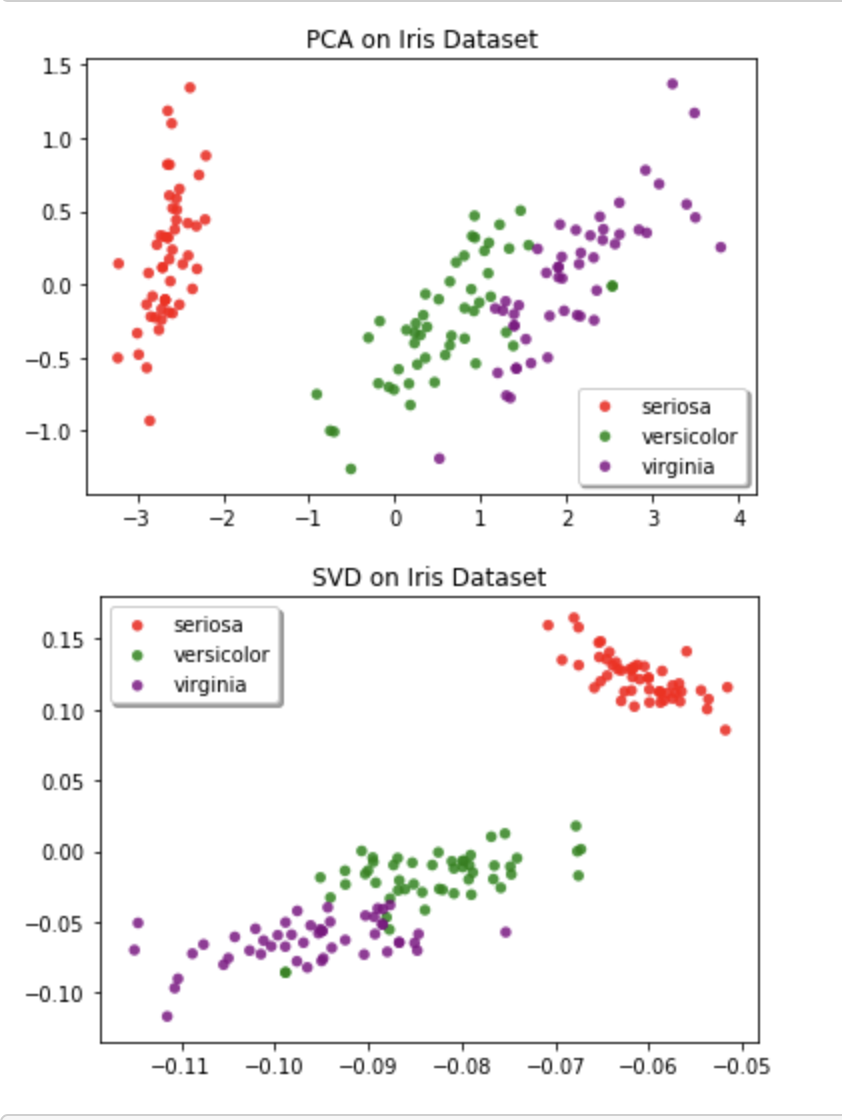 PCA on Iris Dataset
1.5
1.0
0.5
0.0
−0.5
−1.0
seriosa
versicolor
virginia
−3 −2 −1 0 1 2 3 4
SVD on Iris Dataset
seriosa
versicolor
virginia
0.15
0.10
0.05
0.00
−0.05
−0.10
−0.11 −0.10 −0.09 −0.08 −0.07 −0.06 −0.05